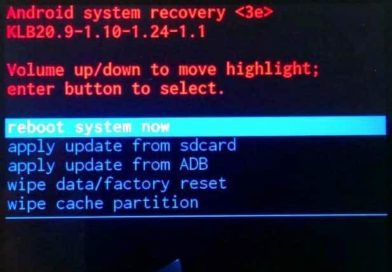 Android system recovery <3e>
KLB20.9-1.10-1.24-1.1
Volume up/down to move highlight;
enter button to select.
reboot system now
apply update from sdcard
apply update from ADB
wipe data/factory reset
wipe cache partition